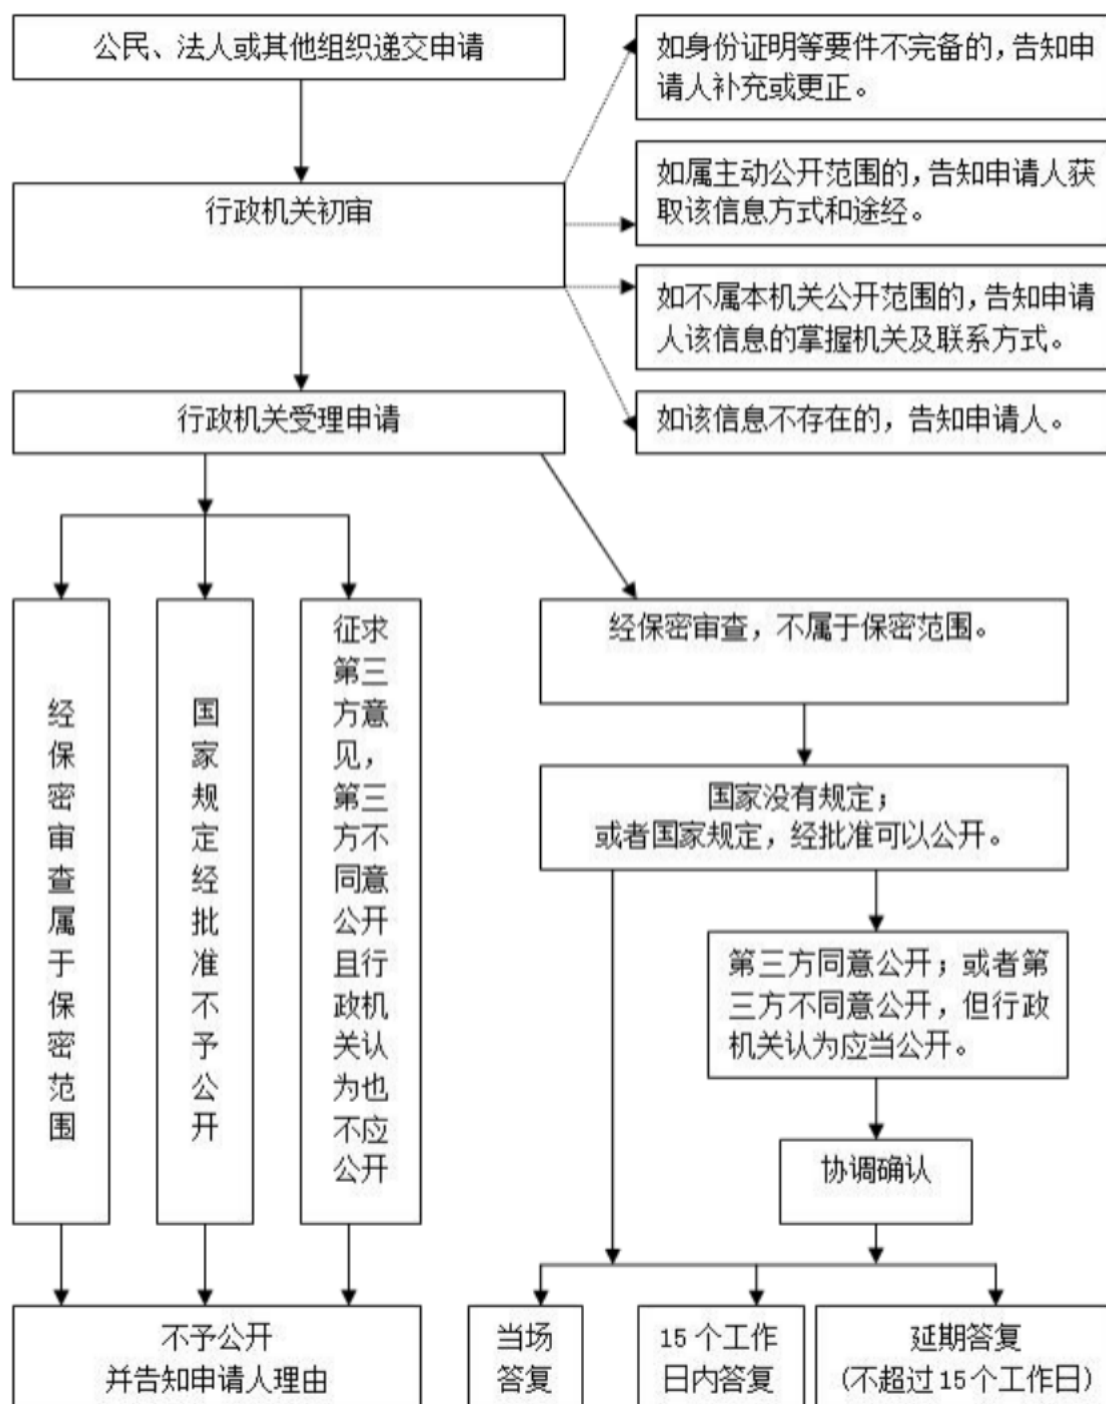 公民、法人或其他组织递交申请
如身份证明等要件不完备的，告知申
请人补充或更正。
如属主动公开范围的，告知申请人获
取该信息方式和途经。
行政机关初审
如不属本机关公开范围的，告知申请
人该信息的掌握机关及联系方式。
行政机关受理申请
如该信息不存在的，告知申请人。
经
保
密
审
查
属
于
保
密
范
围
国
家
规
定
经
批
准
不
予
公
开
征求
第三
方意
见，
第三
方不
同意
公开
且行
政机
关认
为也
不应
公开
经保密审查，不属于保密范围。
国家没有规定；
或者国家规定，经批准可以公开。
第三方同意公开；或者第
三方不同意公开，但行政
机关认为应当公开。
协调确认
不予公开
并告知申请人理由
当场
答复
15个工作
日内答复
延期答复
（不超过15个工作日）